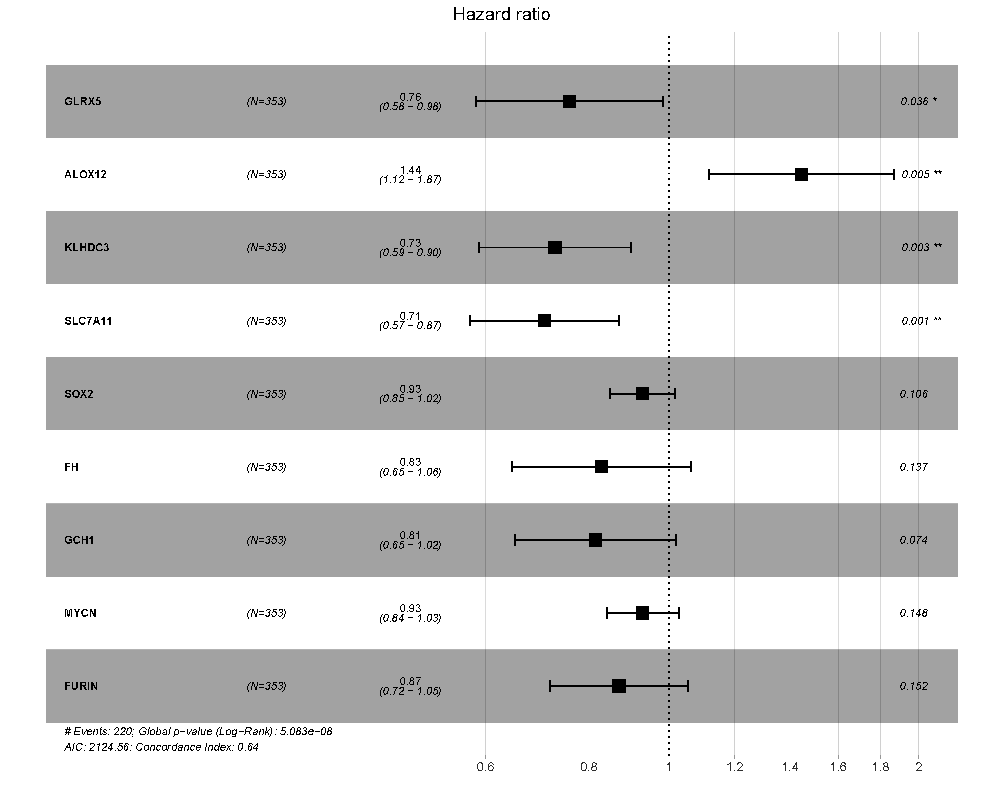 Hazard ratio
GLRX5 (N=353) 0.76 (0.58 − 0.98) 0.036 *
ALOX12 (N=353) 1.44 (1.12 − 1.87) 0.005 **
KLHDC3 (N=353) 0.73 (0.59 − 0.90) 0.003 **
SLC7A11 (N=353) 0.71 (0.57 − 0.87) 0.001 **
SOX2 (N=353) 0.93 (0.85 − 1.02) 0.106
FH (N=353) 0.83 (0.65 − 1.06) 0.137
GCH1 (N=353) 0.81 (0.65 − 1.02) 0.074
MYCN (N=353) 0.93 (0.84 − 1.03) 0.148
FURIN (N=353) 0.87 (0.72 − 1.05) 0.152
# Events: 220; Global p−value (Log−Rank): 5.083e−08
AIC: 2124.56; Concordance Index: 0.64
0.6 0.8 1 1.2 1.4 1.6 1.8 2